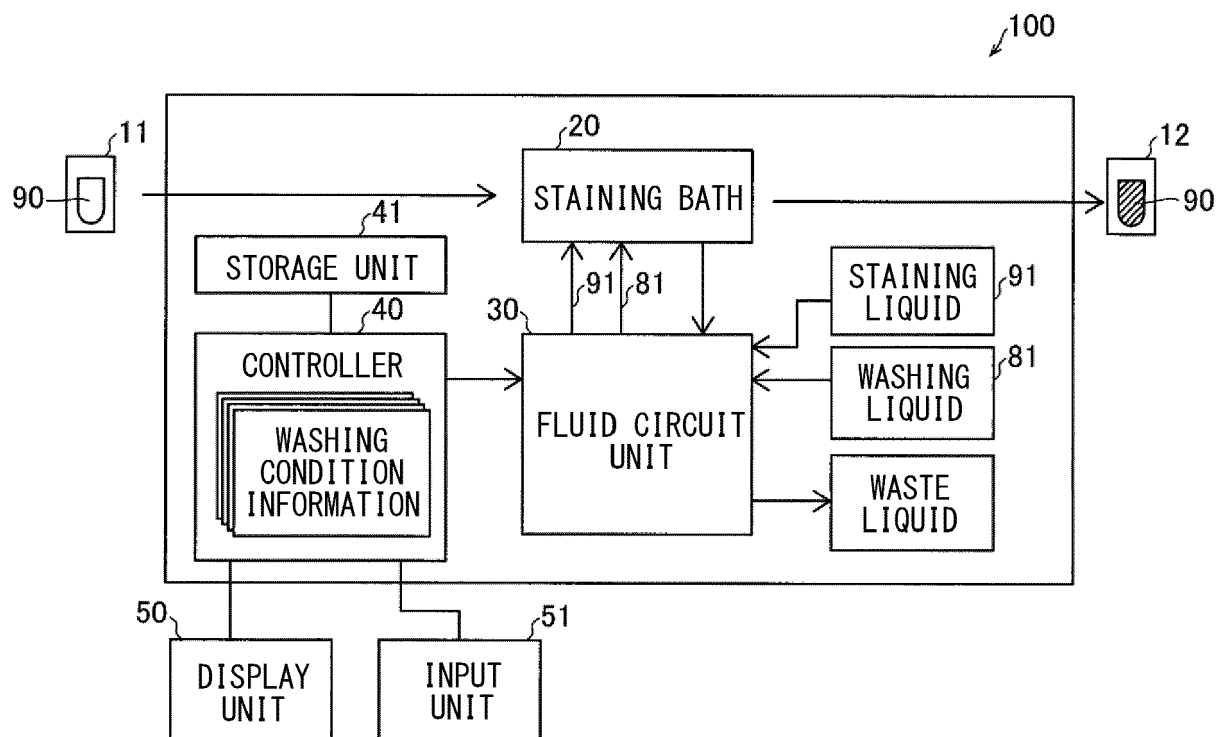 100
11
20
12
90
STAINING BATH
90
41
STORAGE UNIT
91
81
STAINING
LIQUID
91
40
30
CONTROLLER
WASHING
CONDITION
INFORMATION
FLUID CIRCUIT
UNIT
81
WASHING
LIQUID
WASTE
LIQUID
50
51
DISPLAY
UNIT
INPUT
UNIT